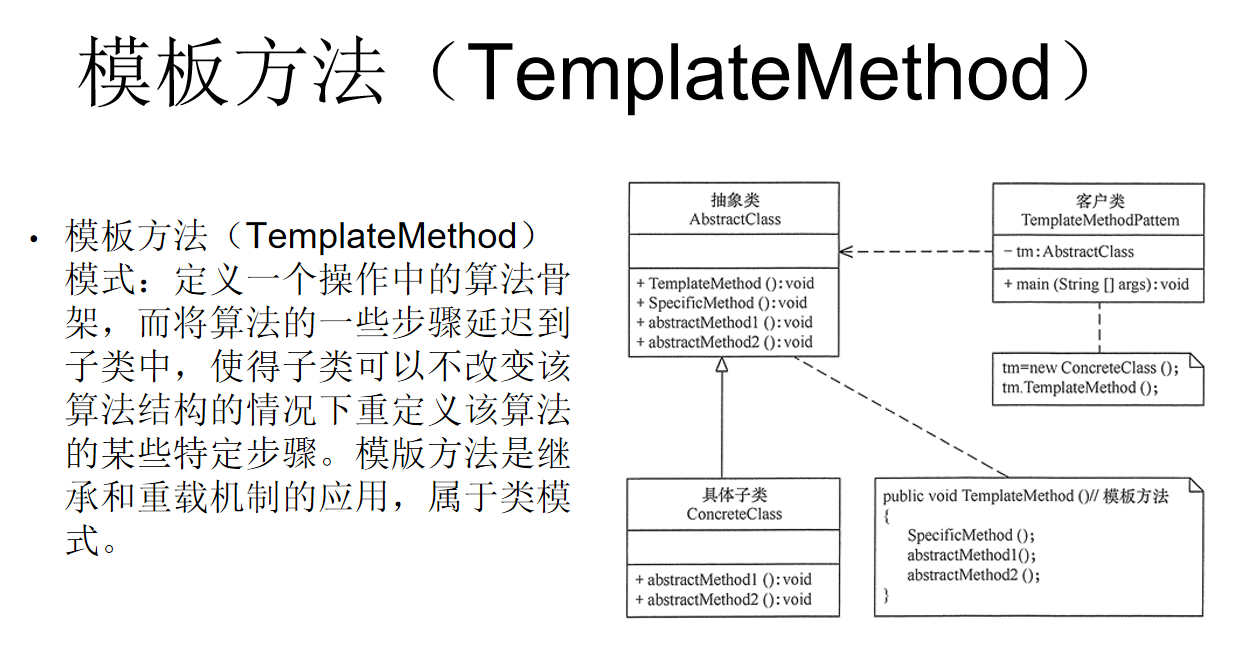 模板方法（TemplateMethod）
• 模板方法（TemplateMethod）
模式：定义一个操作中的算法骨
架，而将算法的一些步骤延迟到
子类中，使得子类可以不改变该
算法结构的情况下重定义该算法
的某些特定步骤。模版方法是继
承和重载机制的应用，属于类模
式。
抽象类
AbstractClass
+ TemplateMethod ():void
+ SpecificMethod ():void
+ abstractMethod1 ():void
+ abstractMethod2 ():void
客户类
TemplateMethodPattem
- tm:AbstractClass
+ main (String [] args):void
tm=new ConcreteClass ();
tm.TemplateMethod ();
具体子类
ConcreteClass
+ abstractMethod1 ():void
+ abstractMethod2 ():void
public void TemplateMethod ()// 模板方法
{
SpecificMethod ();
abstractMethod1();
abstractMethod2 ();
}